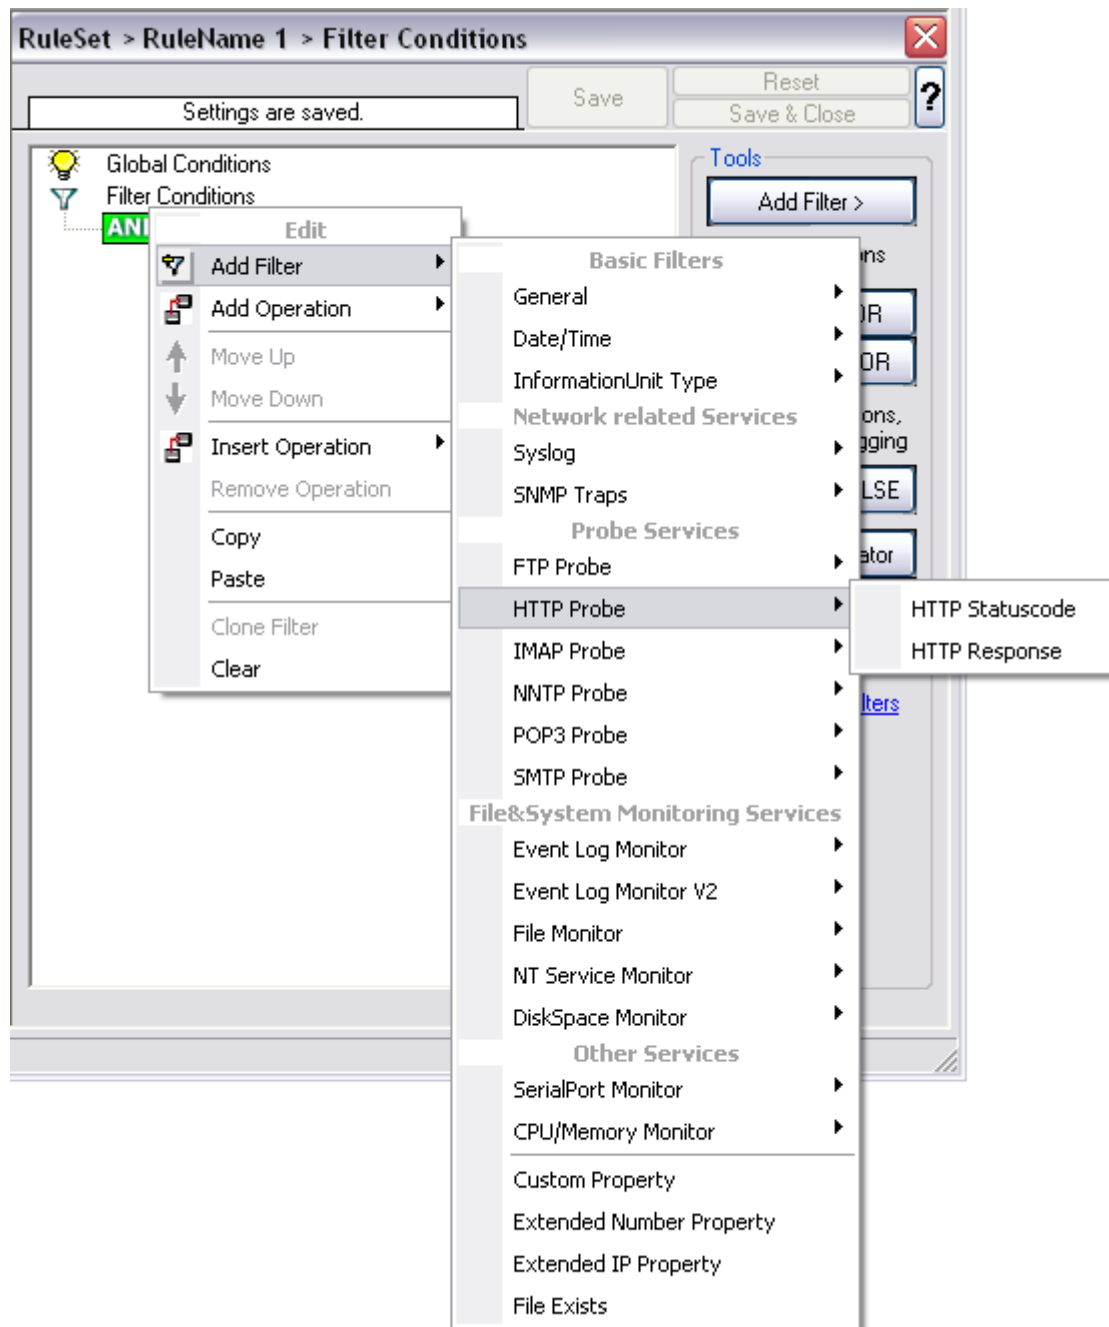 RuleSet > RuleName 1 > Filter Conditions
Settings are saved.
Save
Reset
Save & Close
?
Global Conditions
Filter Conditions
Tools
Add Filter >
Edit
Add Filter
Add Operation
Move Up
Move Down
Insert Operation
Remove Operation
Copy
Paste
Clone Filter
Clear
Basic Filters
General
Date/Time
InformationUnit Type
Network related Services
Syslog
SNMP Traps
Probe Services
FTP Probe
HTTP Probe
IMAP Probe
NNTP Probe
POP3 Probe
SMTP Probe
File&System Monitoring Services
Event Log Monitor
Event Log Monitor V2
File Monitor
NT Service Monitor
DiskSpace Monitor
Other Services
SerialPort Monitor
CPU/Memory Monitor
Custom Property
Extended Number Property
Extended IP Property
File Exists
HTTP Statuscode
HTTP Response